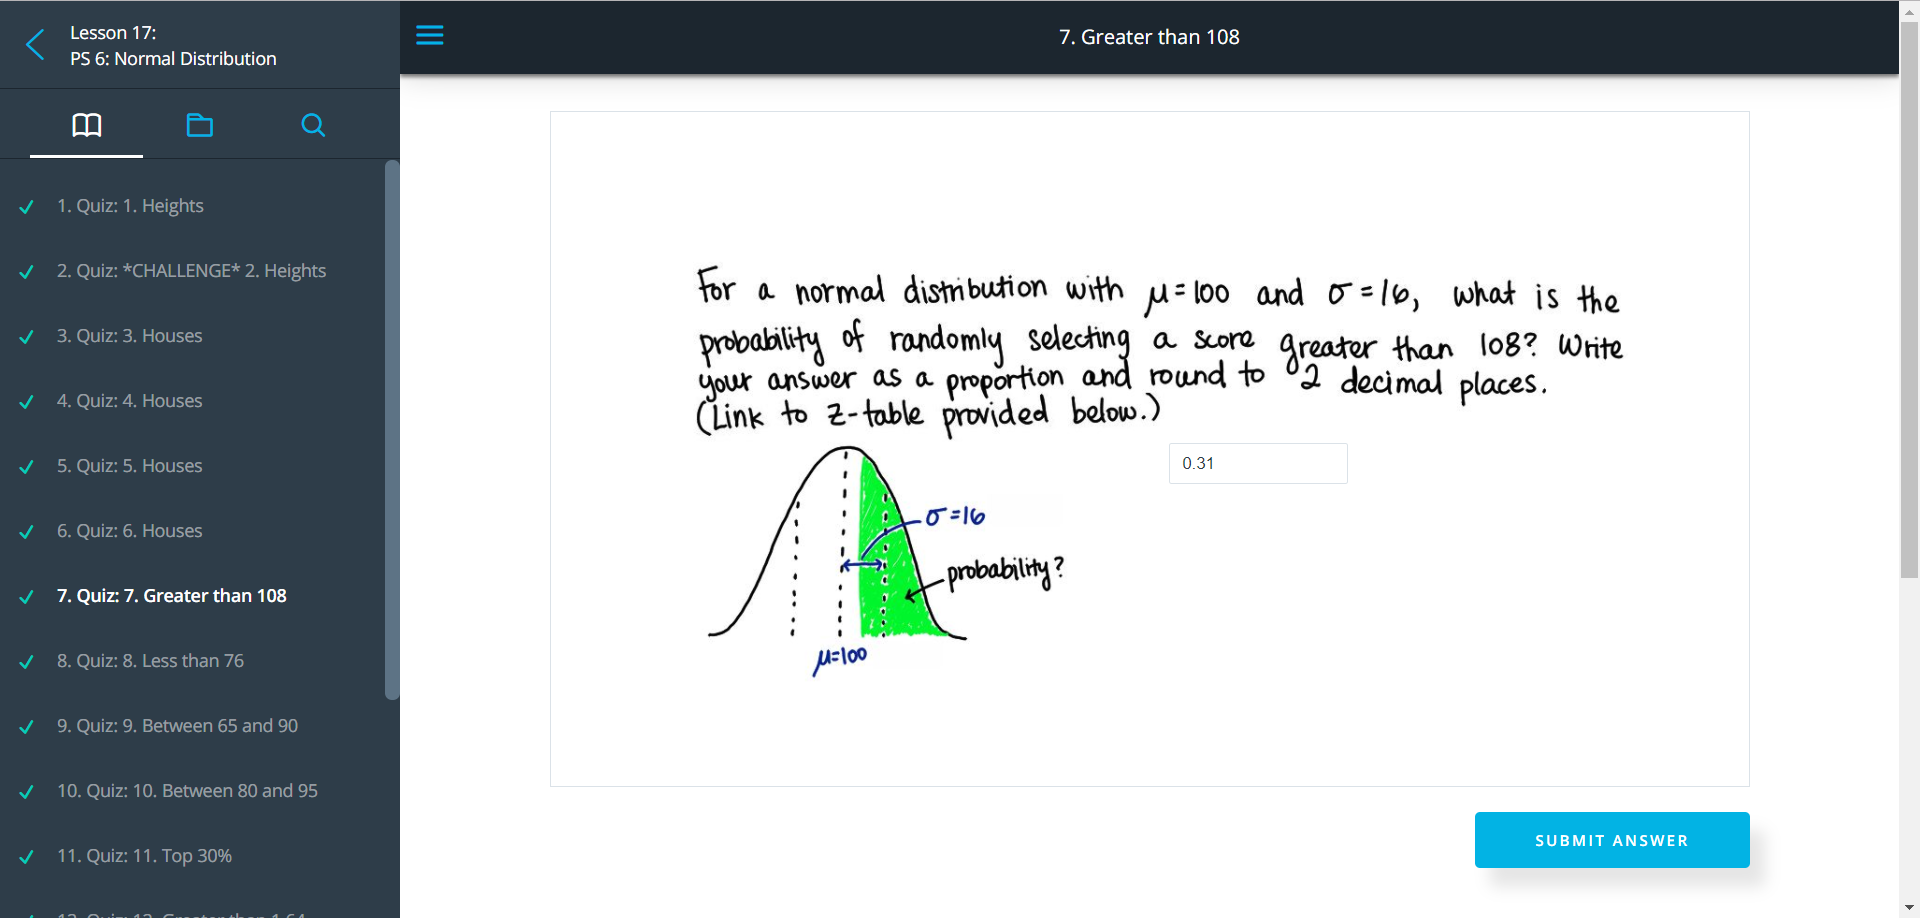 Lesson 17:
PS 6: Normal Distribution
1. Quiz: 1. Heights
2. Quiz: *CHALLENGE* 2. Heights
3. Quiz: 3. Houses
4. Quiz: 4. Houses
5. Quiz: 5. Houses
6. Quiz: 6. Houses
7. Quiz: 7. Greater than 108
8. Quiz: 8. Less than 76
9. Quiz: 9. Between 65 and 90
10. Quiz: 10. Between 80 and 95
11. Quiz: 11. Top 30%
7. Greater than 108
For a normal distribution with μ=100 and σ=16, what is the
probability of randomly selecting a score greater than 108? Write
your answer as a proportion and round to 2 decimal places.
(Link to z-table provided below.)
0.31
σ=16
probability?
μ=100
SUBMIT ANSWER